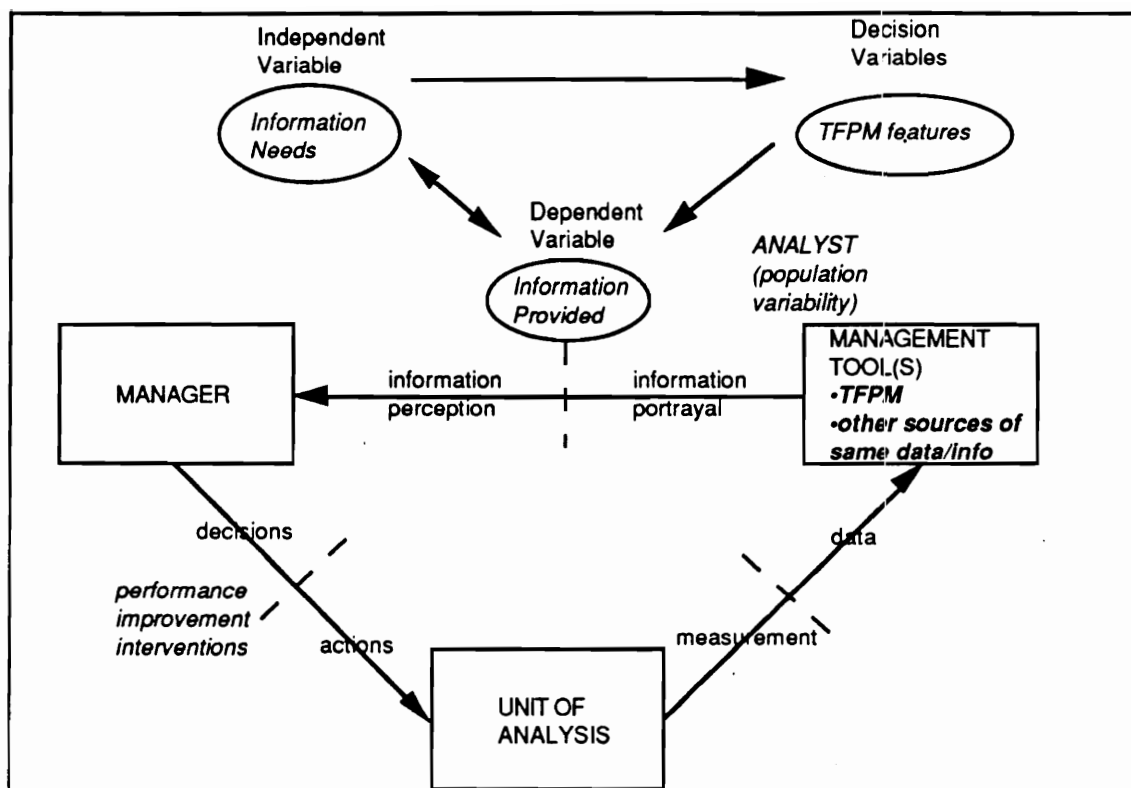 Independent
Variable
Decision
Variables
Information
Needs
TFPM features
Dependent
Variable
Information
Provided
ANALYST
(population
variability)
MANAGER
information
perception
information
portrayal
MANAGEMENT
TOOL(S)
•TFPM
•other sources of
same data/info
decisions
data
performance
improvement
interventions
actions
measurement
UNIT OF
ANALYSIS